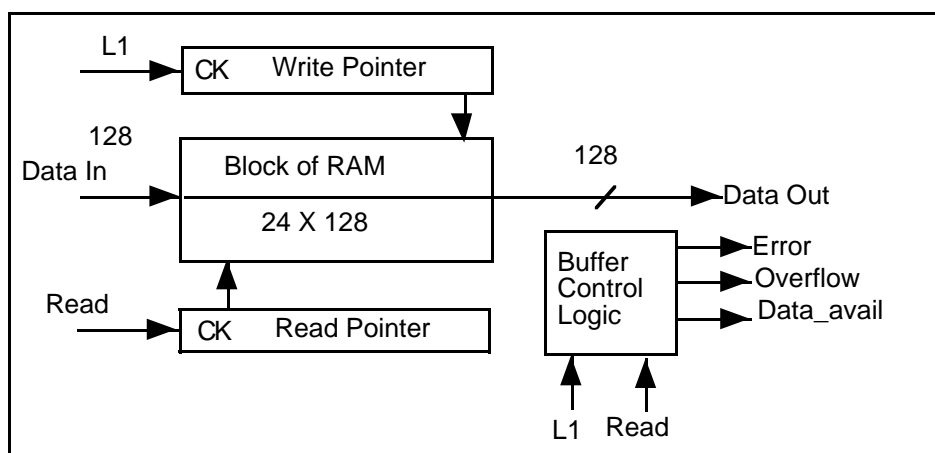 L1
CK Write Pointer
128
Data In
Block of RAM
24 X 128
128
Data Out
Read
CK Read Pointer
Buffer
Control
Logic
Error
Overflow
Data_avail
L1
Read